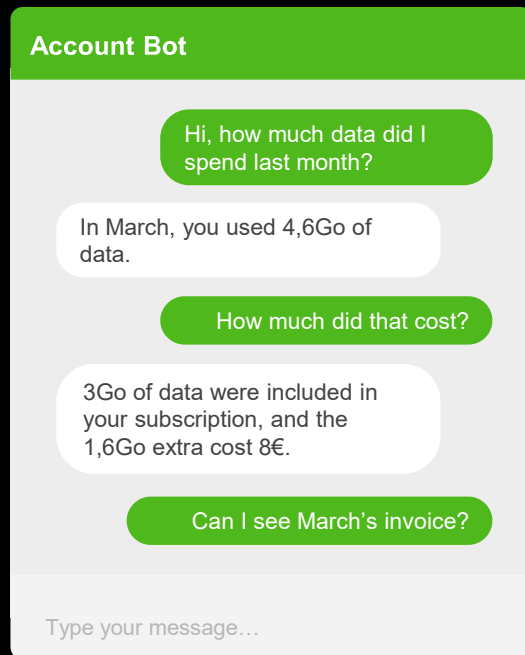 Account Bot
Hi, how much data did I
spend last month?
In March, you used 4,6Go of
data.
How much did that cost?
3Go of data were included in
your subscription, and the
1,6Go extra cost 8€.
Can I see March’s invoice?
Type your message…